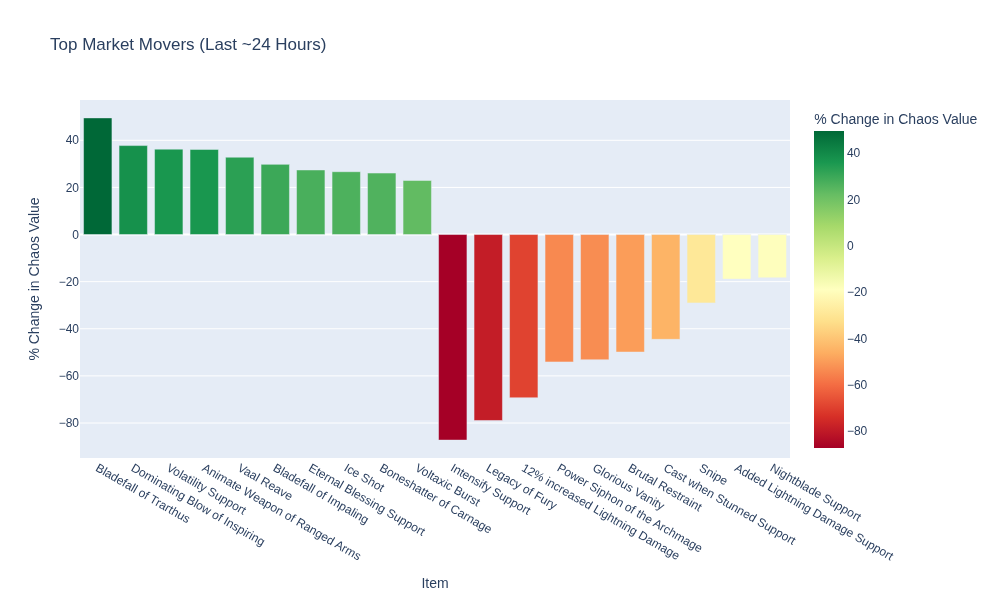 Top Market Movers (Last ~24 Hours)
% Change in Chaos Value
40
20
0
−20
−40
−60
−80
% Change in Chaos Value
40
20
0
−20
−40
−60
−80
Bladefall of Trarthus
Dominating Blow of Inspiring
Volatility Support
Animate Weapon of Ranged Arms
Vaal Reave
Bladefall of Impaling
Eternal Blessing Support
Ice Shot
Boneshatter of Carnage
Voltaxic Burst
Intensify Support
Legacy of Fury
12% increased Lightning Damage
Power Siphon of the Archmage
Glorious Vanity
Brutal Restraint
Cast when Stunned Support
Snipe
Added Lightning Damage Support
Nightblade Support
Item